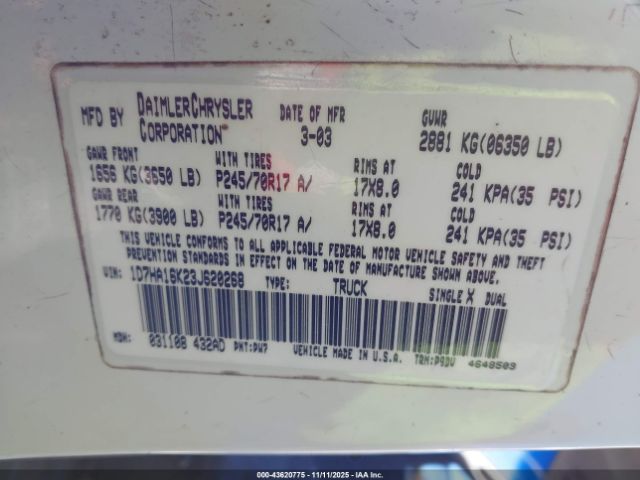 MFD BY DAIMLERCHRYSLER CORPORATION DATE OF MFR 3-03 GVWR 2881 KG(06350 LB)
GAWR FRONT WITH TIRES RIMS AT COLD
1656 KG(3650 LB) P245/70R17 A/ 17X8.0 241 KPA(35 PSI)
GAWR REAR WITH TIRES RIMS AT COLD
1770 KG(3900 LB) P245/70R17 A/ 17X8.0 241 KPA(35 PSI)
THIS VEHICLE CONFORMS TO ALL APPLICABLE FEDERAL MOTOR VEHICLE SAFETY AND THEFT
PREVENTION STANDARDS IN EFFECT ON THE DATE OF MANUFACTURE SHOWN ABOVE.
VIN: 1D7HA16K23J620268 TYPE: TRUCK SINGLE X DUAL
MDH: 031108 432AD PNT:PW7 VEHICLE MADE IN U.S.A. TRM:P9DV 4648503
000-43620775 - 11/11/2025 - IAA Inc.